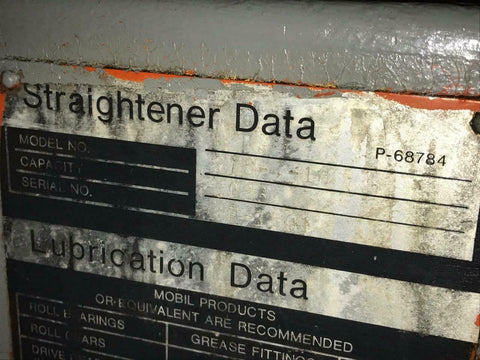 Straightener Data
P-68784
MODEL NO.
CAPACITY
SERIAL NO.
Lubrication Data
MOBIL PRODUCTS
OR EQUIVALENT ARE RECOMMENDED
ROLL BEARINGS
GREASE FITTINGS
ROLL GEARS
DRIVE